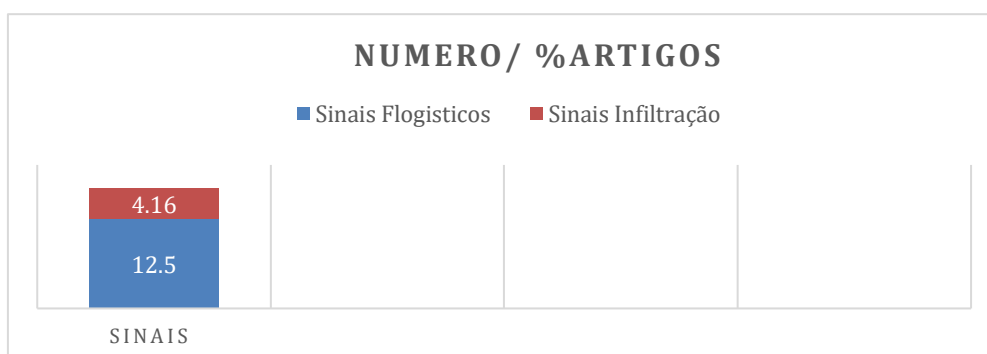 NUMERO/ %ARTIGOS
Sinais Flogisticos Sinais Infiltração
4.16
12.5
SINAIS